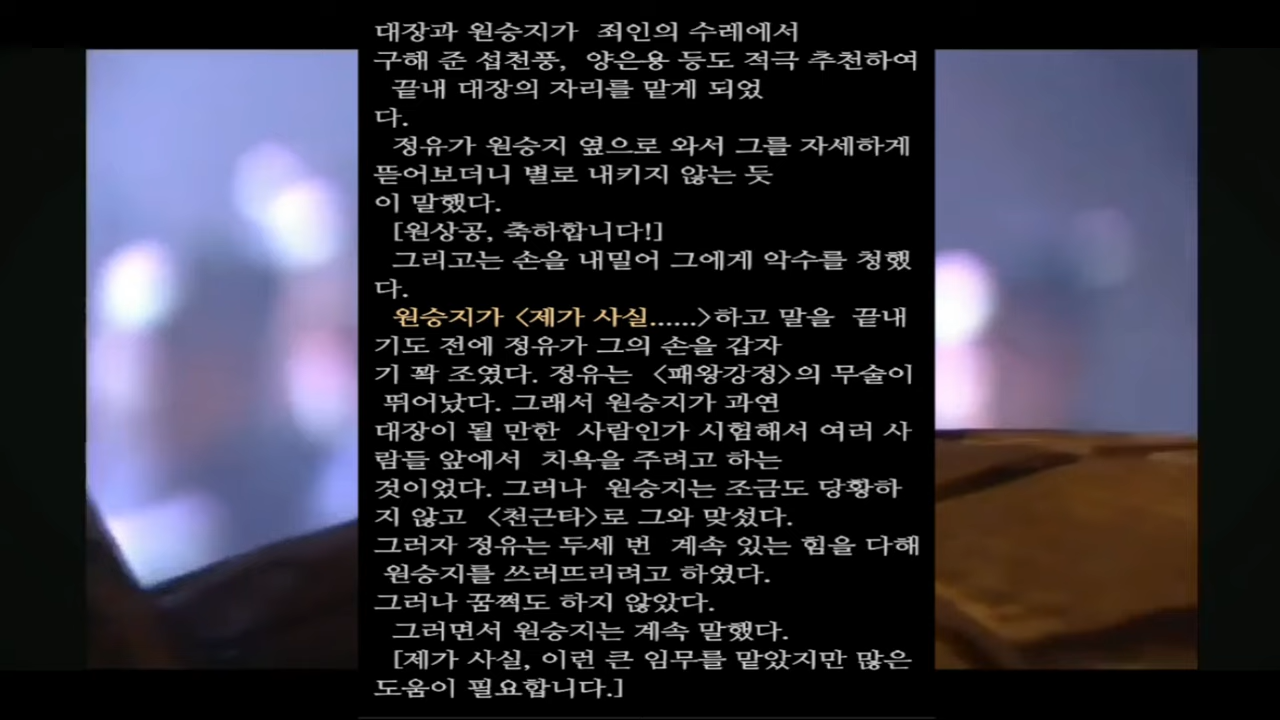 대장과 원승지가  죄인의 수레에서
구해 준 섭천풍,  양은용 등도 적극 추천하여
끝내 대장의 자리를 맡게 되었
다.
정유가 원승지 옆으로 와서 그를 자세하게
뜯어보더니 별로 내키지 않는 듯
이 말했다.
[원상공, 축하합니다!]
그리고는 손을 내밀어 그에게 악수를 청했
다.
원승지가 〈제가 사실......〉하고 말을  끝내
기도 전에 정유가 그의 손을 갑자
기 꽉 조였다. 정유는  〈패왕강정〉의 무술이
뛰어났다. 그래서 원승지가 과연
대장이 될 만한  사람인가 시험해서 여러 사
람들 앞에서  치욕을 주려고 하는
것이었다. 그러나  원승지는 조금도 당황하
지 않고  〈천근타〉로 그와 맞섰다.
그러자 정유는 두세 번  계속 있는 힘을 다해
원승지를 쓰러뜨리려고 하였다.
그러나 꿈쩍도 하지 않았다.
그러면서 원승지는 계속 말했다.
[제가 사실, 이런 큰 임무를 맡았지만 많은
도움이 필요합니다.]